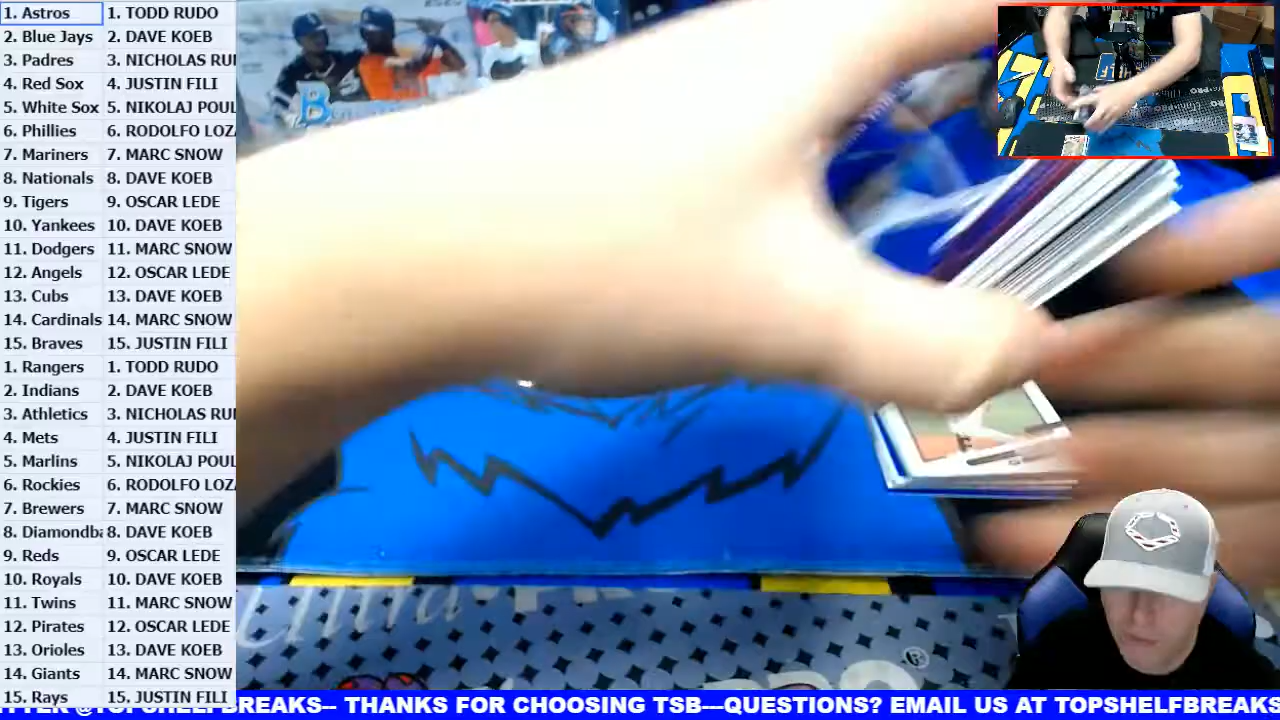 1. Astros 1. TODD RUDO
2. Blue Jays 2. DAVE KOEB
3. Padres 3. NICHOLAS RU
4. Red Sox 4. JUSTIN FILI
5. White Sox 5. NIKOLAJ POUL
6. Phillies 6. RODOLFO LOZ
7. Mariners 7. MARC SNOW
8. Nationals 8. DAVE KOEB
9. Tigers 9. OSCAR LEDE
10. Yankees 10. DAVE KOEB
11. Dodgers 11. MARC SNOW
12. Angels 12. OSCAR LEDE
13. Cubs 13. DAVE KOEB
14. Cardinals 14. MARC SNOW
15. Braves 15. JUSTIN FILI
1. Rangers 1. TODD RUDO
2. Indians 2. DAVE KOEB
3. Athletics 3. NICHOLAS RU
4. Mets 4. JUSTIN FILI
5. Marlins 5. NIKOLAJ POUL
6. Rockies 6. RODOLFO LOZ
7. Brewers 7. MARC SNOW
8. Diamondba 8. DAVE KOEB
9. Reds 9. OSCAR LEDE
10. Royals 10. DAVE KOEB
11. Twins 11. MARC SNOW
12. Pirates 12. OSCAR LEDE
13. Orioles 13. DAVE KOEB
14. Giants 14. MARC SNOW
15. Rays 15. JUSTIN FILI
Ultra PRO
TTER @TOPSHELFBREAKS-- THANKS FOR CHOOSING TSB---QUESTIONS? EMAIL US AT TOPSHELFBREAKS